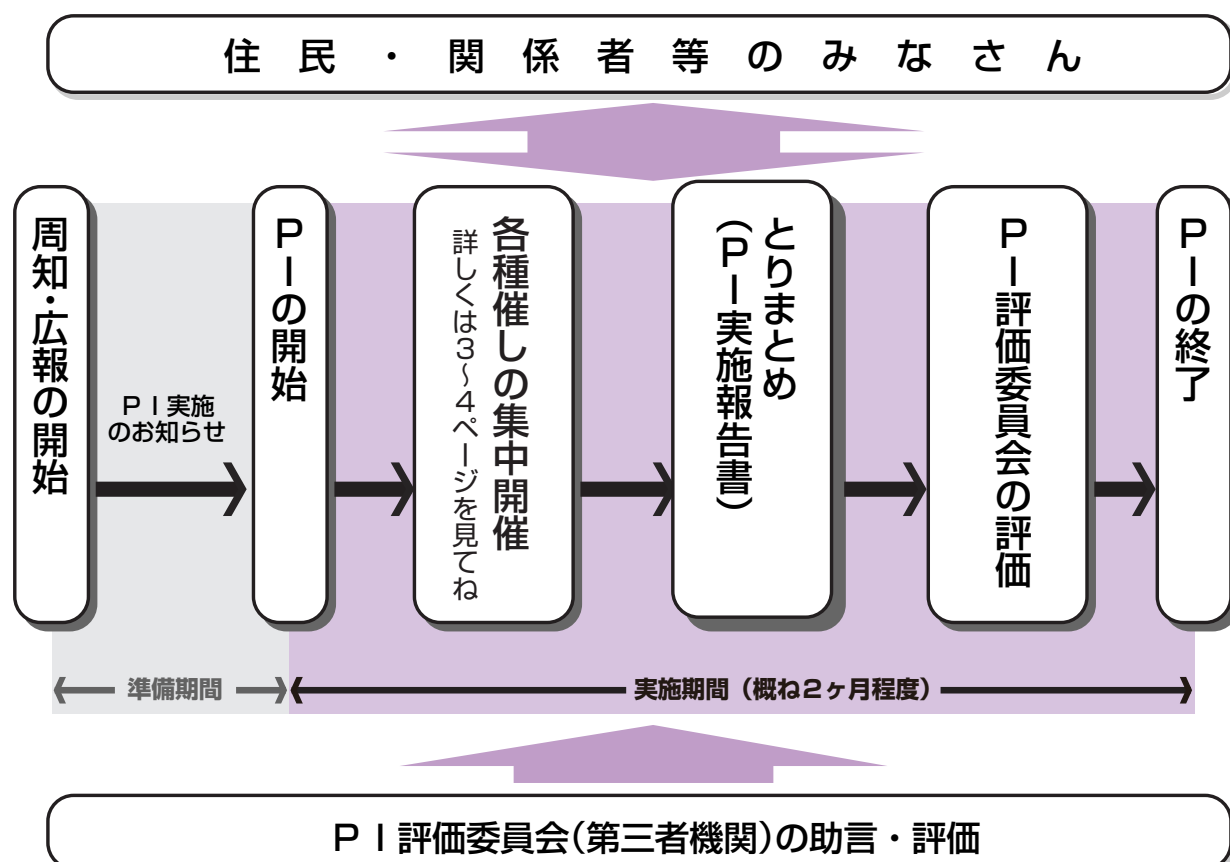 住民・関係者等のみなさん
周知・広報の開始
ＰＩ実施
のお知らせ
ＰＩの開始
各種催しの集中開催
詳しくは３～４ページを見てね
とりまとめ
（ＰＩ実施報告書）
ＰＩ評価委員会の評価
ＰＩの終了
準備期間
実施期間（概ね２ヶ月程度）
ＰＩ評価委員会（第三者機関）の助言・評価